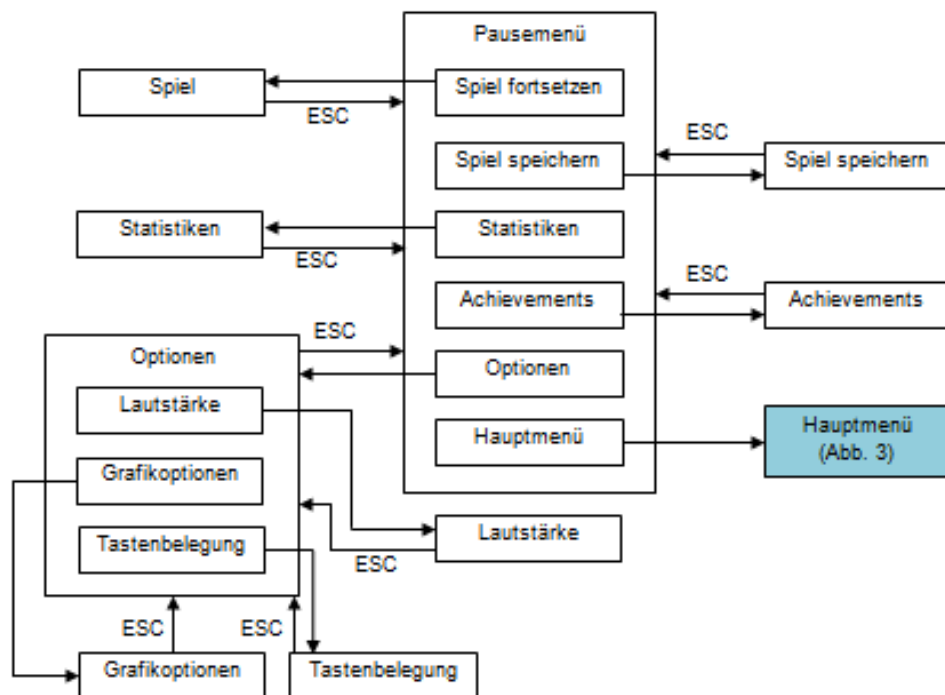 Pausemenü
Spiel
Spiel fortsetzen
ESC
ESC
Spiel speichern
Spiel speichern
Statistiken
Statistiken
ESC
ESC
Achievements
Achievements
ESC
Optionen
Optionen
Lautstärke
Hauptmenü
Hauptmenü
(Abb. 3)
Grafikoptionen
Tastenbelegung
Lautstärke
ESC
ESC
ESC
Grafikoptionen
Tastenbelegung